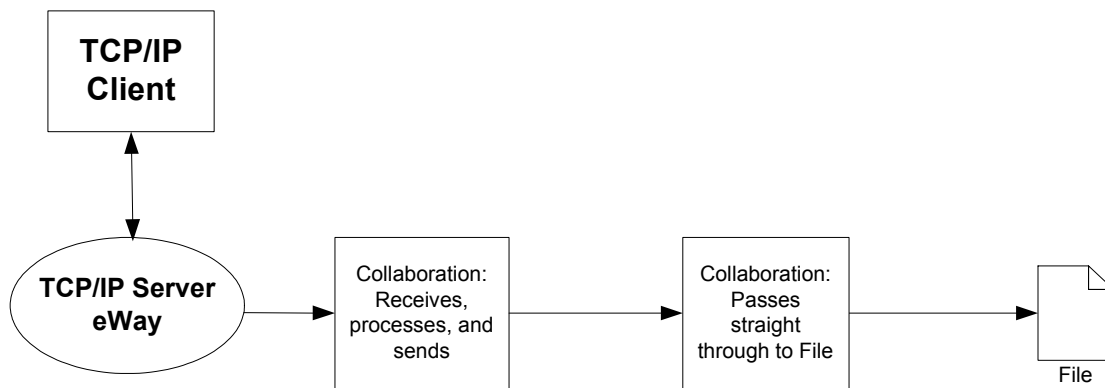 TCP/IP
Client
TCP/IP Server
eWay
Collaboration:
Receives,
processes, and
sends
Collaboration:
Passes
straight
through to File
File